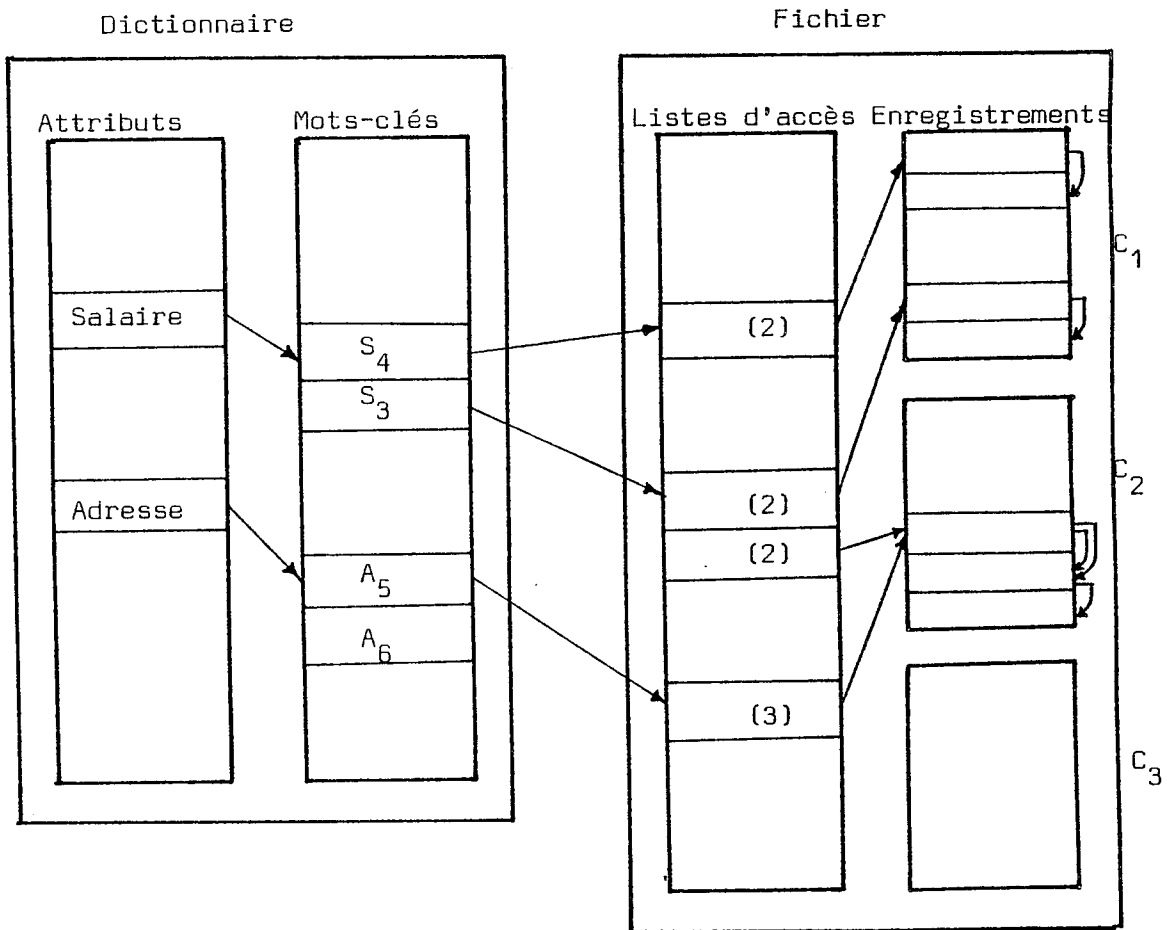 Dictionnaire
Fichier
Attributs
Mots-clés
Listes d'accès
Enregistrements
Salaire
Adresse
S4
S3
A5
A6
(2)
(2)
(2)
(3)
C1
C2
C3